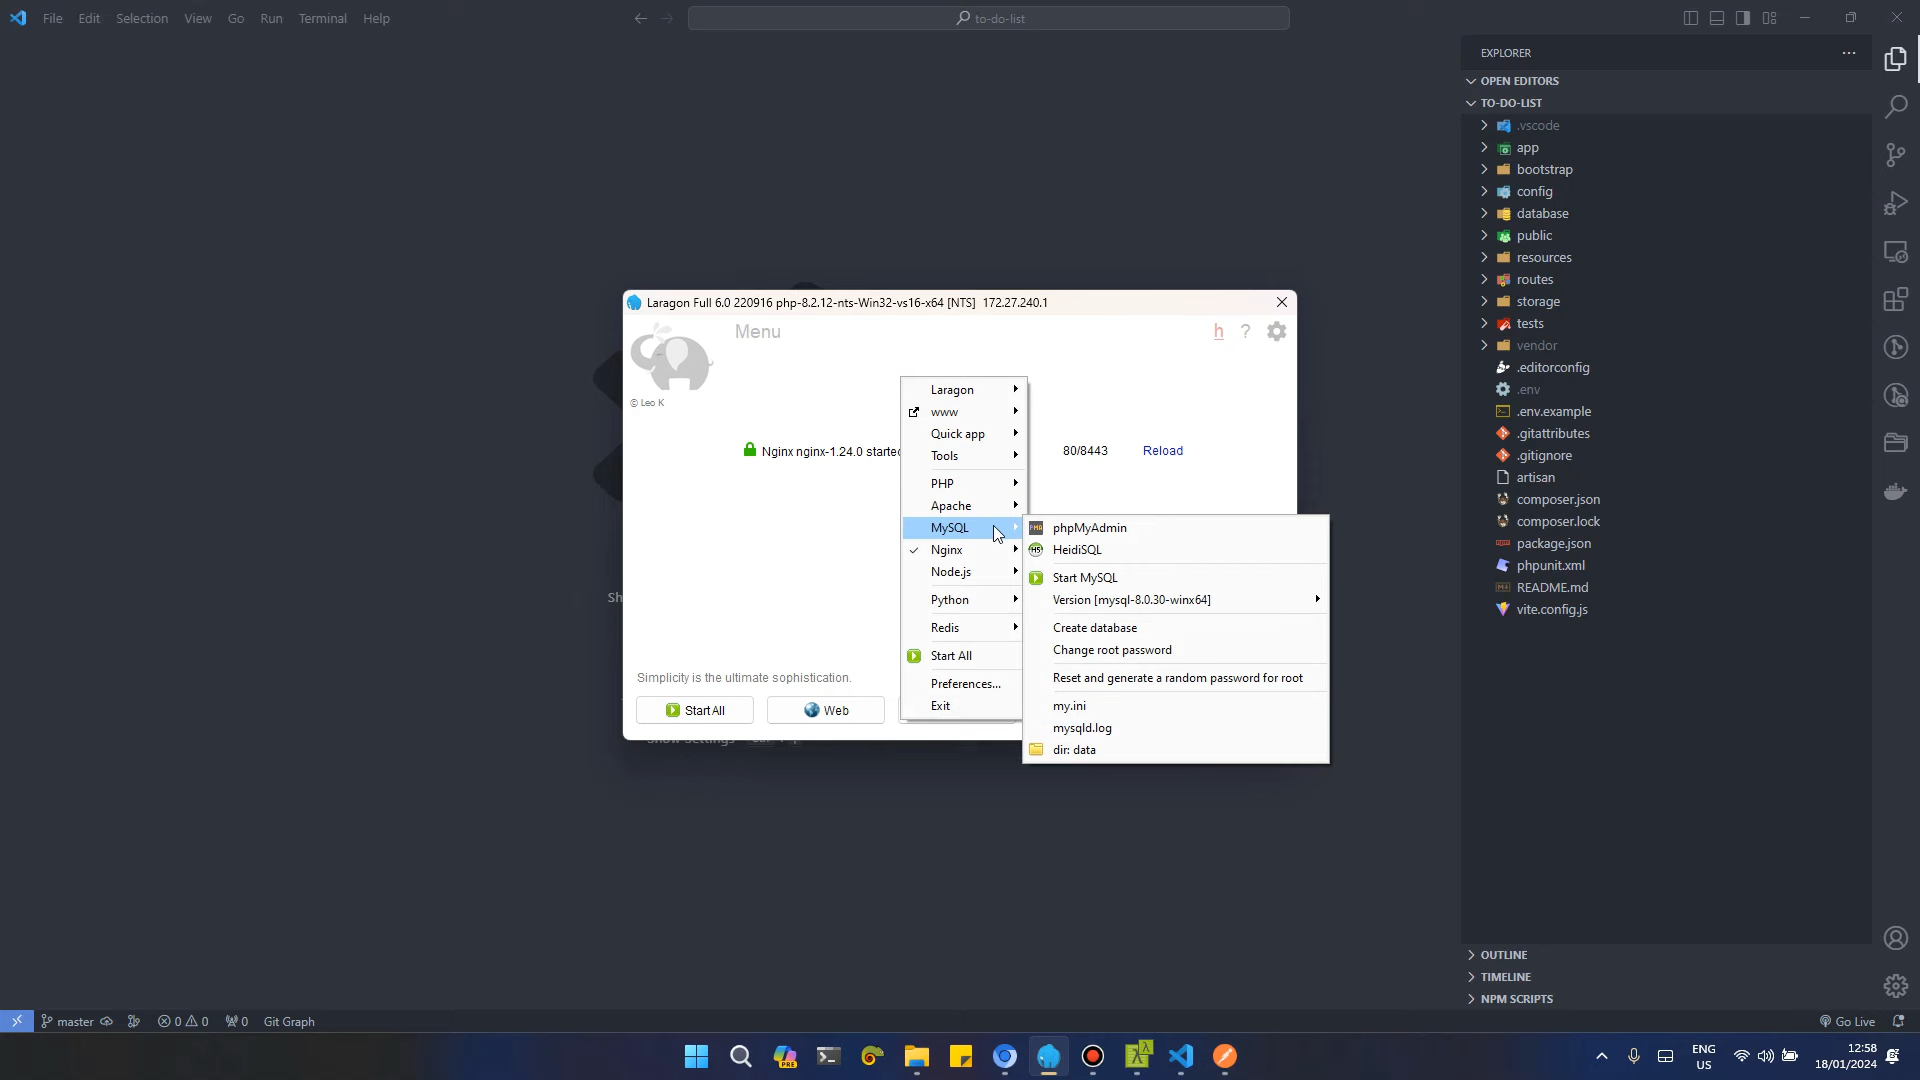 File Edit Selection View Go Run Terminal Help
to-do-list
EXPLORER
OPEN EDITORS
TO-DO-LIST
.vscode
app
bootstrap
config
database
public
resources
routes
storage
tests
vendor
.editorconfig
.env
.env.example
.gitattributes
.gitignore
artisan
composer.json
composer.lock
package.json
phpunit.xml
README.md
vite.config.js
OUTLINE
TIMELINE
NPM SCRIPTS
Laragon Full 6.0 220916 php-8.2.12-nts-Win32-vs16-x64 [NTS] 172.27.240.1
Menu
h ?
© Leo K
Nginx nginx-1.24.0 started
80/8443 Reload
Simplicity is the ultimate sophistication.
Start All
Web
Sh
Laragon
www
Quick app
Tools
PHP
Apache
MySQL
Nginx
Node.js
Python
Redis
Start All
Preferences...
Exit
PMA phpMyAdmin
HS HeidiSQL
Start MySQL
Version [mysql-8.0.30-winx64]
Create database
Change root password
Reset and generate a random password for root
my.ini
mysqld.log
dir: data
Show Settings
master 0 0 0 Git Graph
Go Live
PRE
ENG
US
12:58
18/01/2024